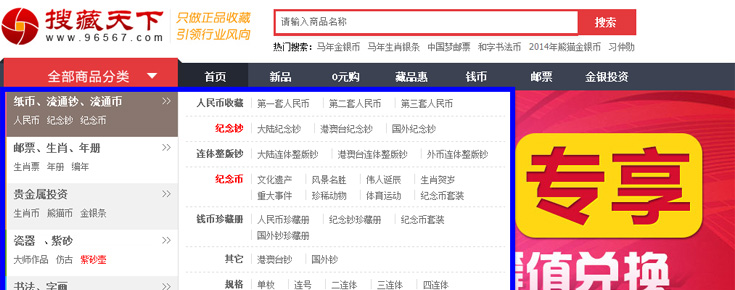 搜藏天下
www.96567.com
只做正品收藏
引领行业风向
请输入商品名称
搜索
热门搜索：马年金银币 马年生肖银条 中国梦邮票 和字书法币 2014年熊猫金银币 习仲勋
全部商品分类
首页 新品 0元购 藏品惠 钱币 邮票 金银投资
纸币、流通钞、流通币 >>
人民币 纪念钞 纪念币
邮票、生肖、年册 >>
生肖票 年册 编年
贵金属投资 >>
生肖币 熊猫币 金银条
瓷器 、紫砂 >>
大师作品 仿古 紫砂壶
书法、字画 >>
人民币收藏 第一套人民币 第二套人民币 第三套人民币
纪念钞 大陆纪念钞 港澳台纪念钞 国外纪念钞
连体整版钞 大陆连体整版钞 港澳台连体整版钞 外币连体整版钞
纪念币 文化遗产 风景名胜 伟人诞辰 生肖贺岁
重大事件 珍稀动物 体育运动 纪念币套装
钱币珍藏册 人民币珍藏册 纪念钞珍藏册 纪念币套装
国外钞珍藏册
其它 港澳台钞 国外钞
规格 单枚 连号 二连体 三连体 四连体
专享
值兑换